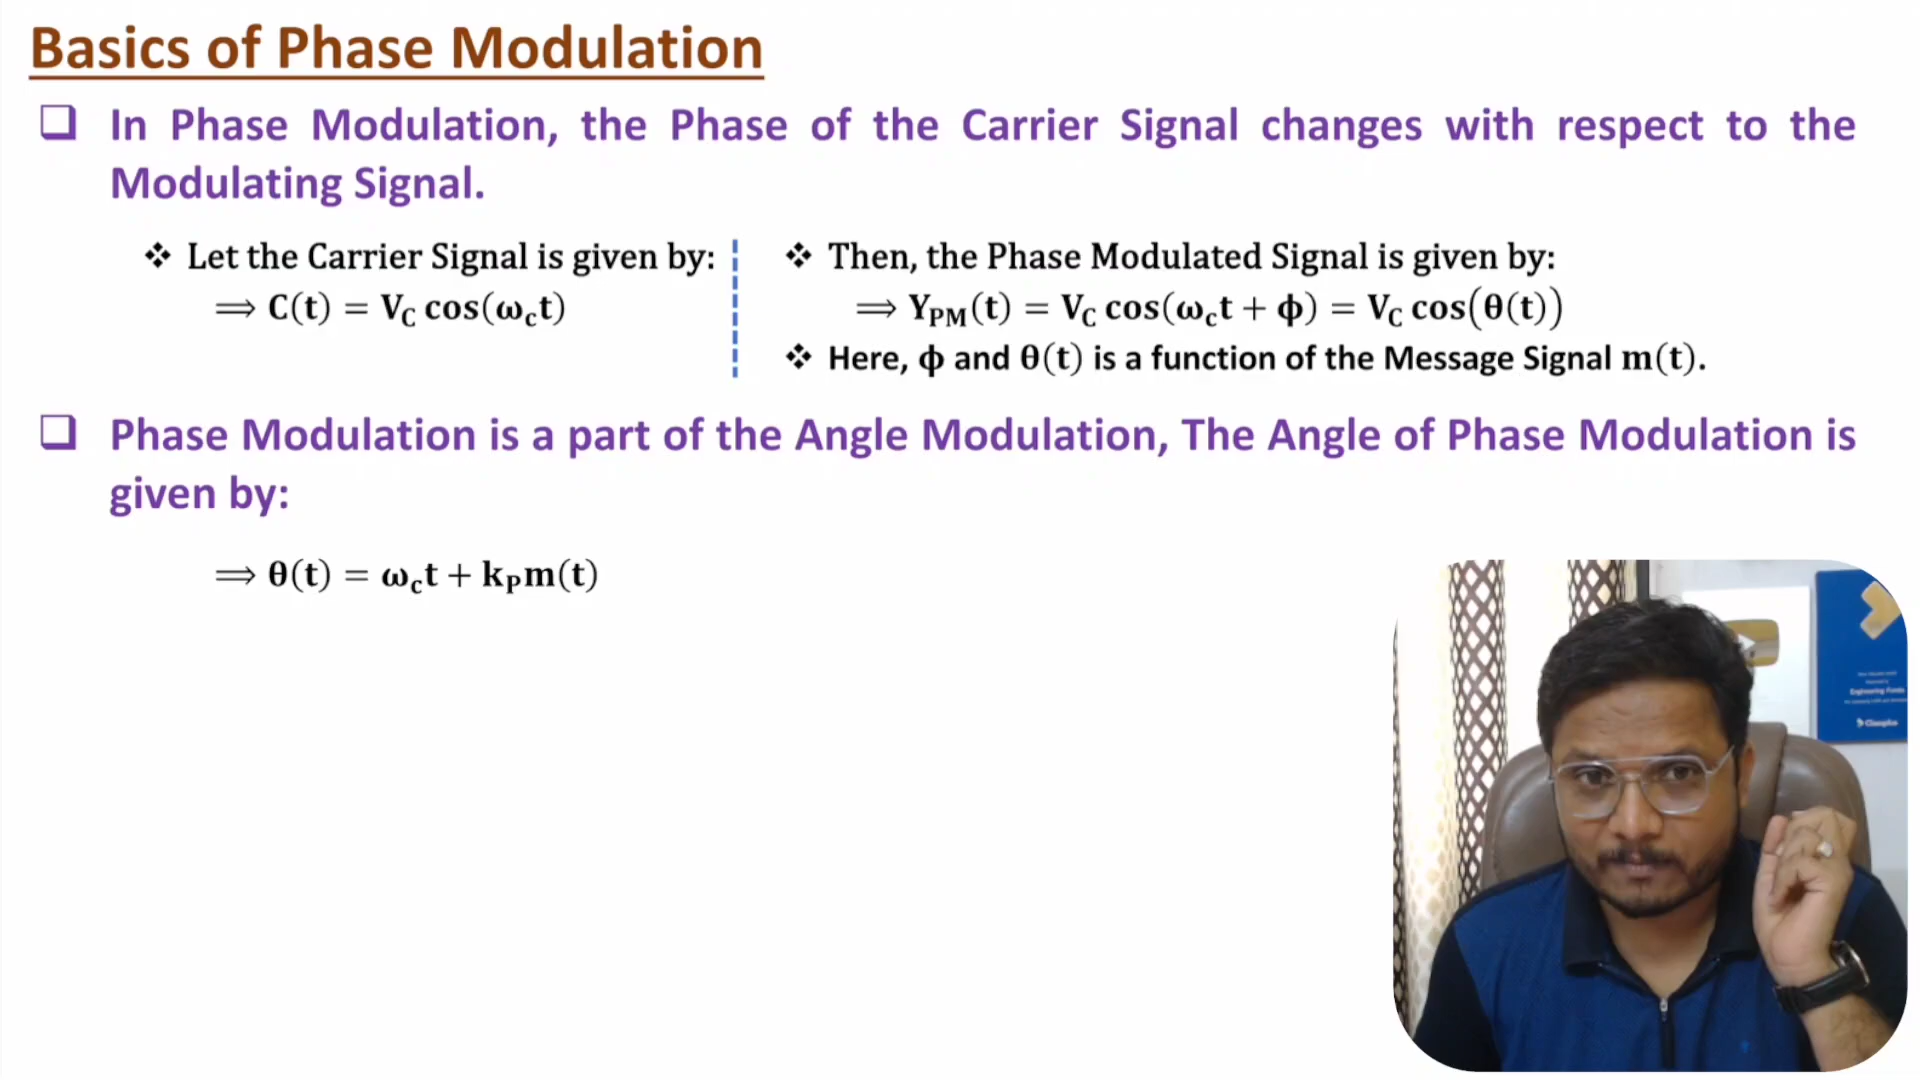 Basics of Phase Modulation
❑ In Phase Modulation, the Phase of the Carrier Signal changes with respect to the
Modulating Signal.
❖ Let the Carrier Signal is given by:
⟹ C(t) = V_C cos(ω_c t)
❖ Then, the Phase Modulated Signal is given by:
⟹ Y_PM(t) = V_C cos(ω_c t + ϕ) = V_C cos(θ(t))
❖ Here, ϕ and θ(t) is a function of the Message Signal m(t).
❑ Phase Modulation is a part of the Angle Modulation, The Angle of Phase Modulation is
given by:
⟹ θ(t) = ω_c t + k_P m(t)
Engineering Funda
Classplus